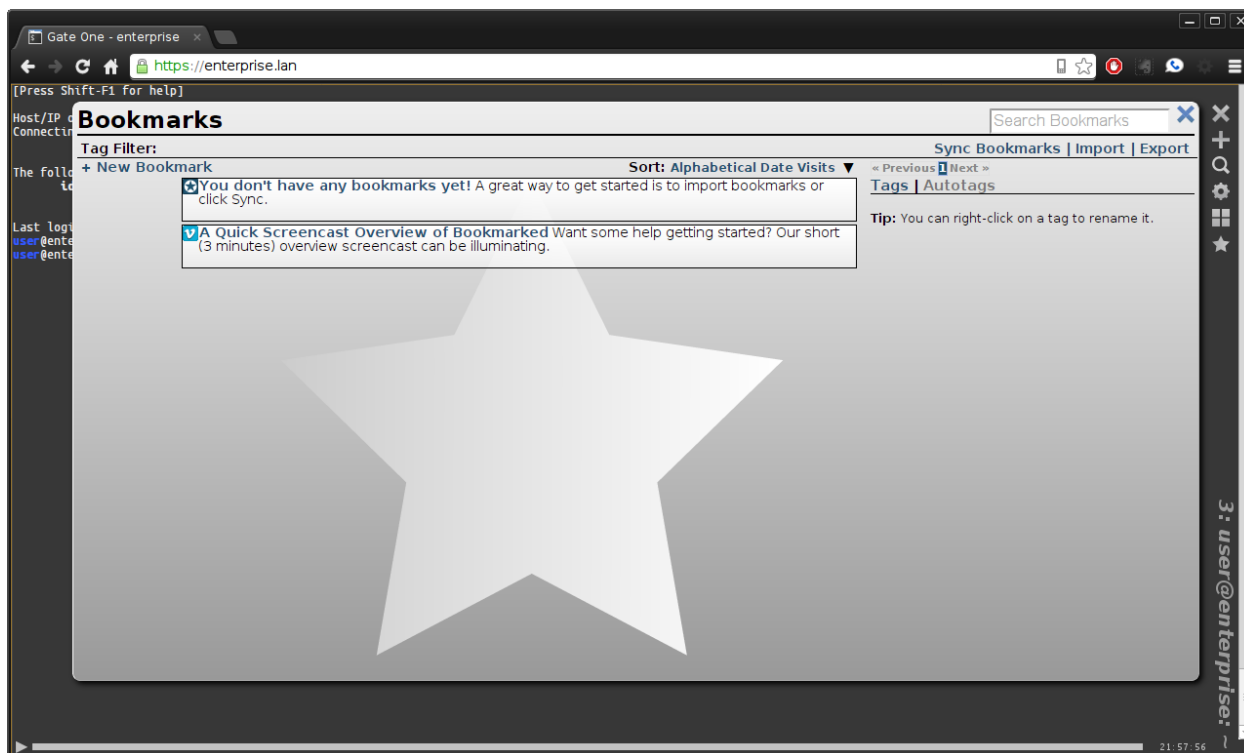 Gate One - enterprise
https://enterprise.lan
[Press Shift-F1 for help]
Host/IP
Connectin
The follo
Last logi
user@ente
user@ente
Bookmarks
Search Bookmarks
Tag Filter:
Sync Bookmarks | Import | Export
+ New Bookmark
Sort: Alphabetical Date Visits ▼
« Previous 1 Next »
You don't have any bookmarks yet! A great way to get started is to import bookmarks or
click Sync.
A Quick Screencast Overview of Bookmarked Want some help getting started? Our short
(3 minutes) overview screencast can be illuminating.
Tags | Autotags
Tip: You can right-click on a tag to rename it.
3: user@enterprise: ~
21:57:56